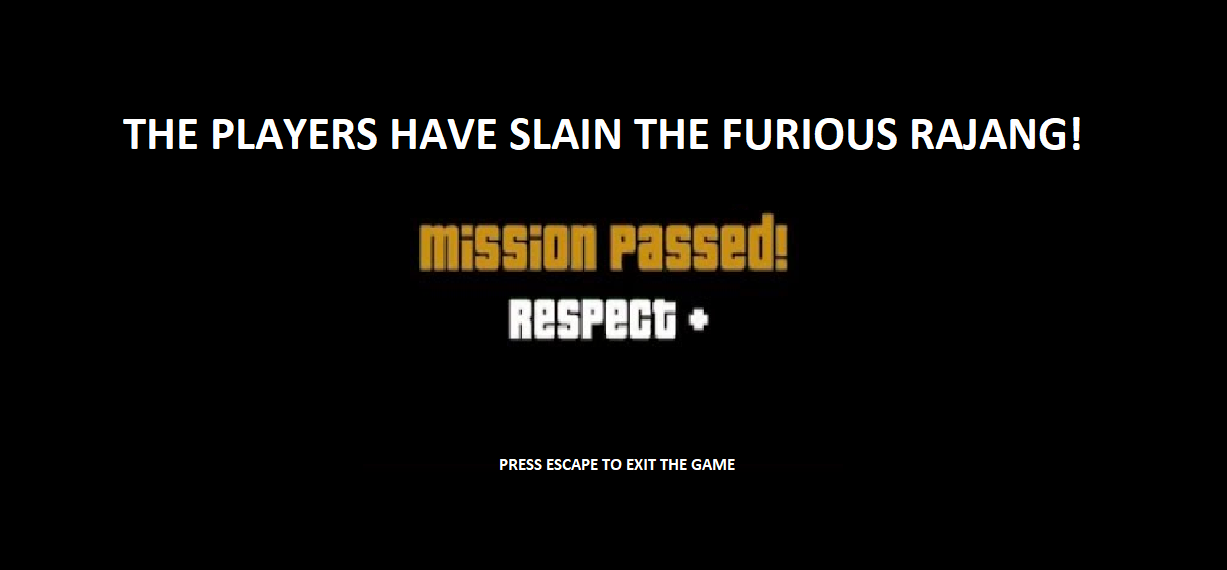 THE PLAYERS HAVE SLAIN THE FURIOUS RAJANG!
mission passed!
RESPECT +
PRESS ESCAPE TO EXIT THE GAME